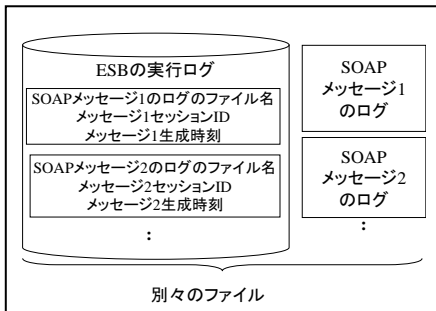 ESBの実行ログ
SOAPメッセージ1のログのファイル名
メッセージ1セッションID
メッセージ1生成時刻
SOAPメッセージ2のログのファイル名
メッセージ2セッションID
メッセージ2生成時刻
:
SOAP
メッセージ1
のログ
SOAP
メッセージ2
のログ
:
別々のファイル